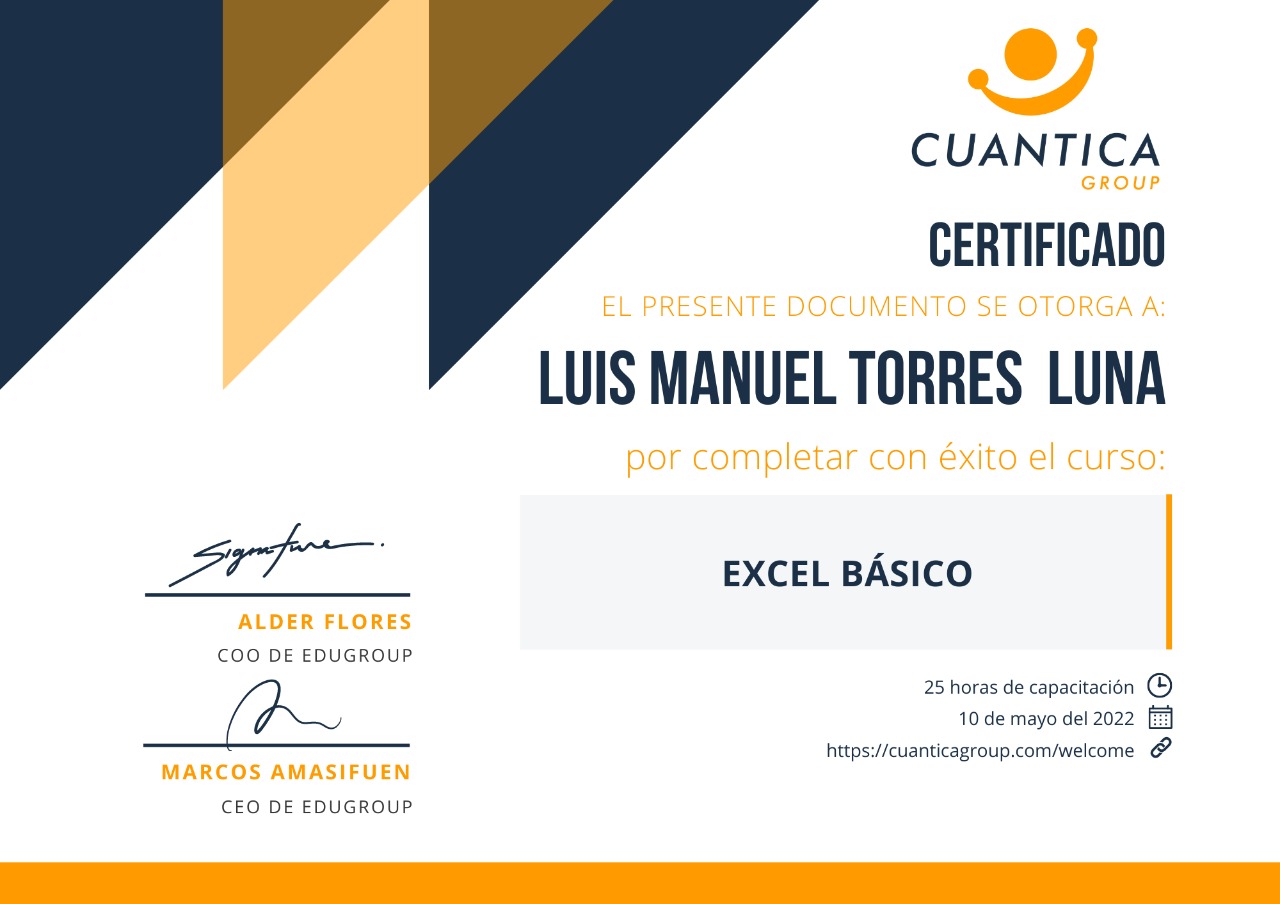 CUANTICA
GROUP
CERTIFICADO
EL PRESENTE DOCUMENTO SE OTORGA A:
LUIS MANUEL TORRES LUNA
por completar con éxito el curso:
EXCEL BÁSICO
25 horas de capacitación
10 de mayo del 2022
https://cuanticagroup.com/welcome
Signature
ALDER FLORES
COO DE EDUGROUP
MARCOS AMASIFUEN
CEO DE EDUGROUP